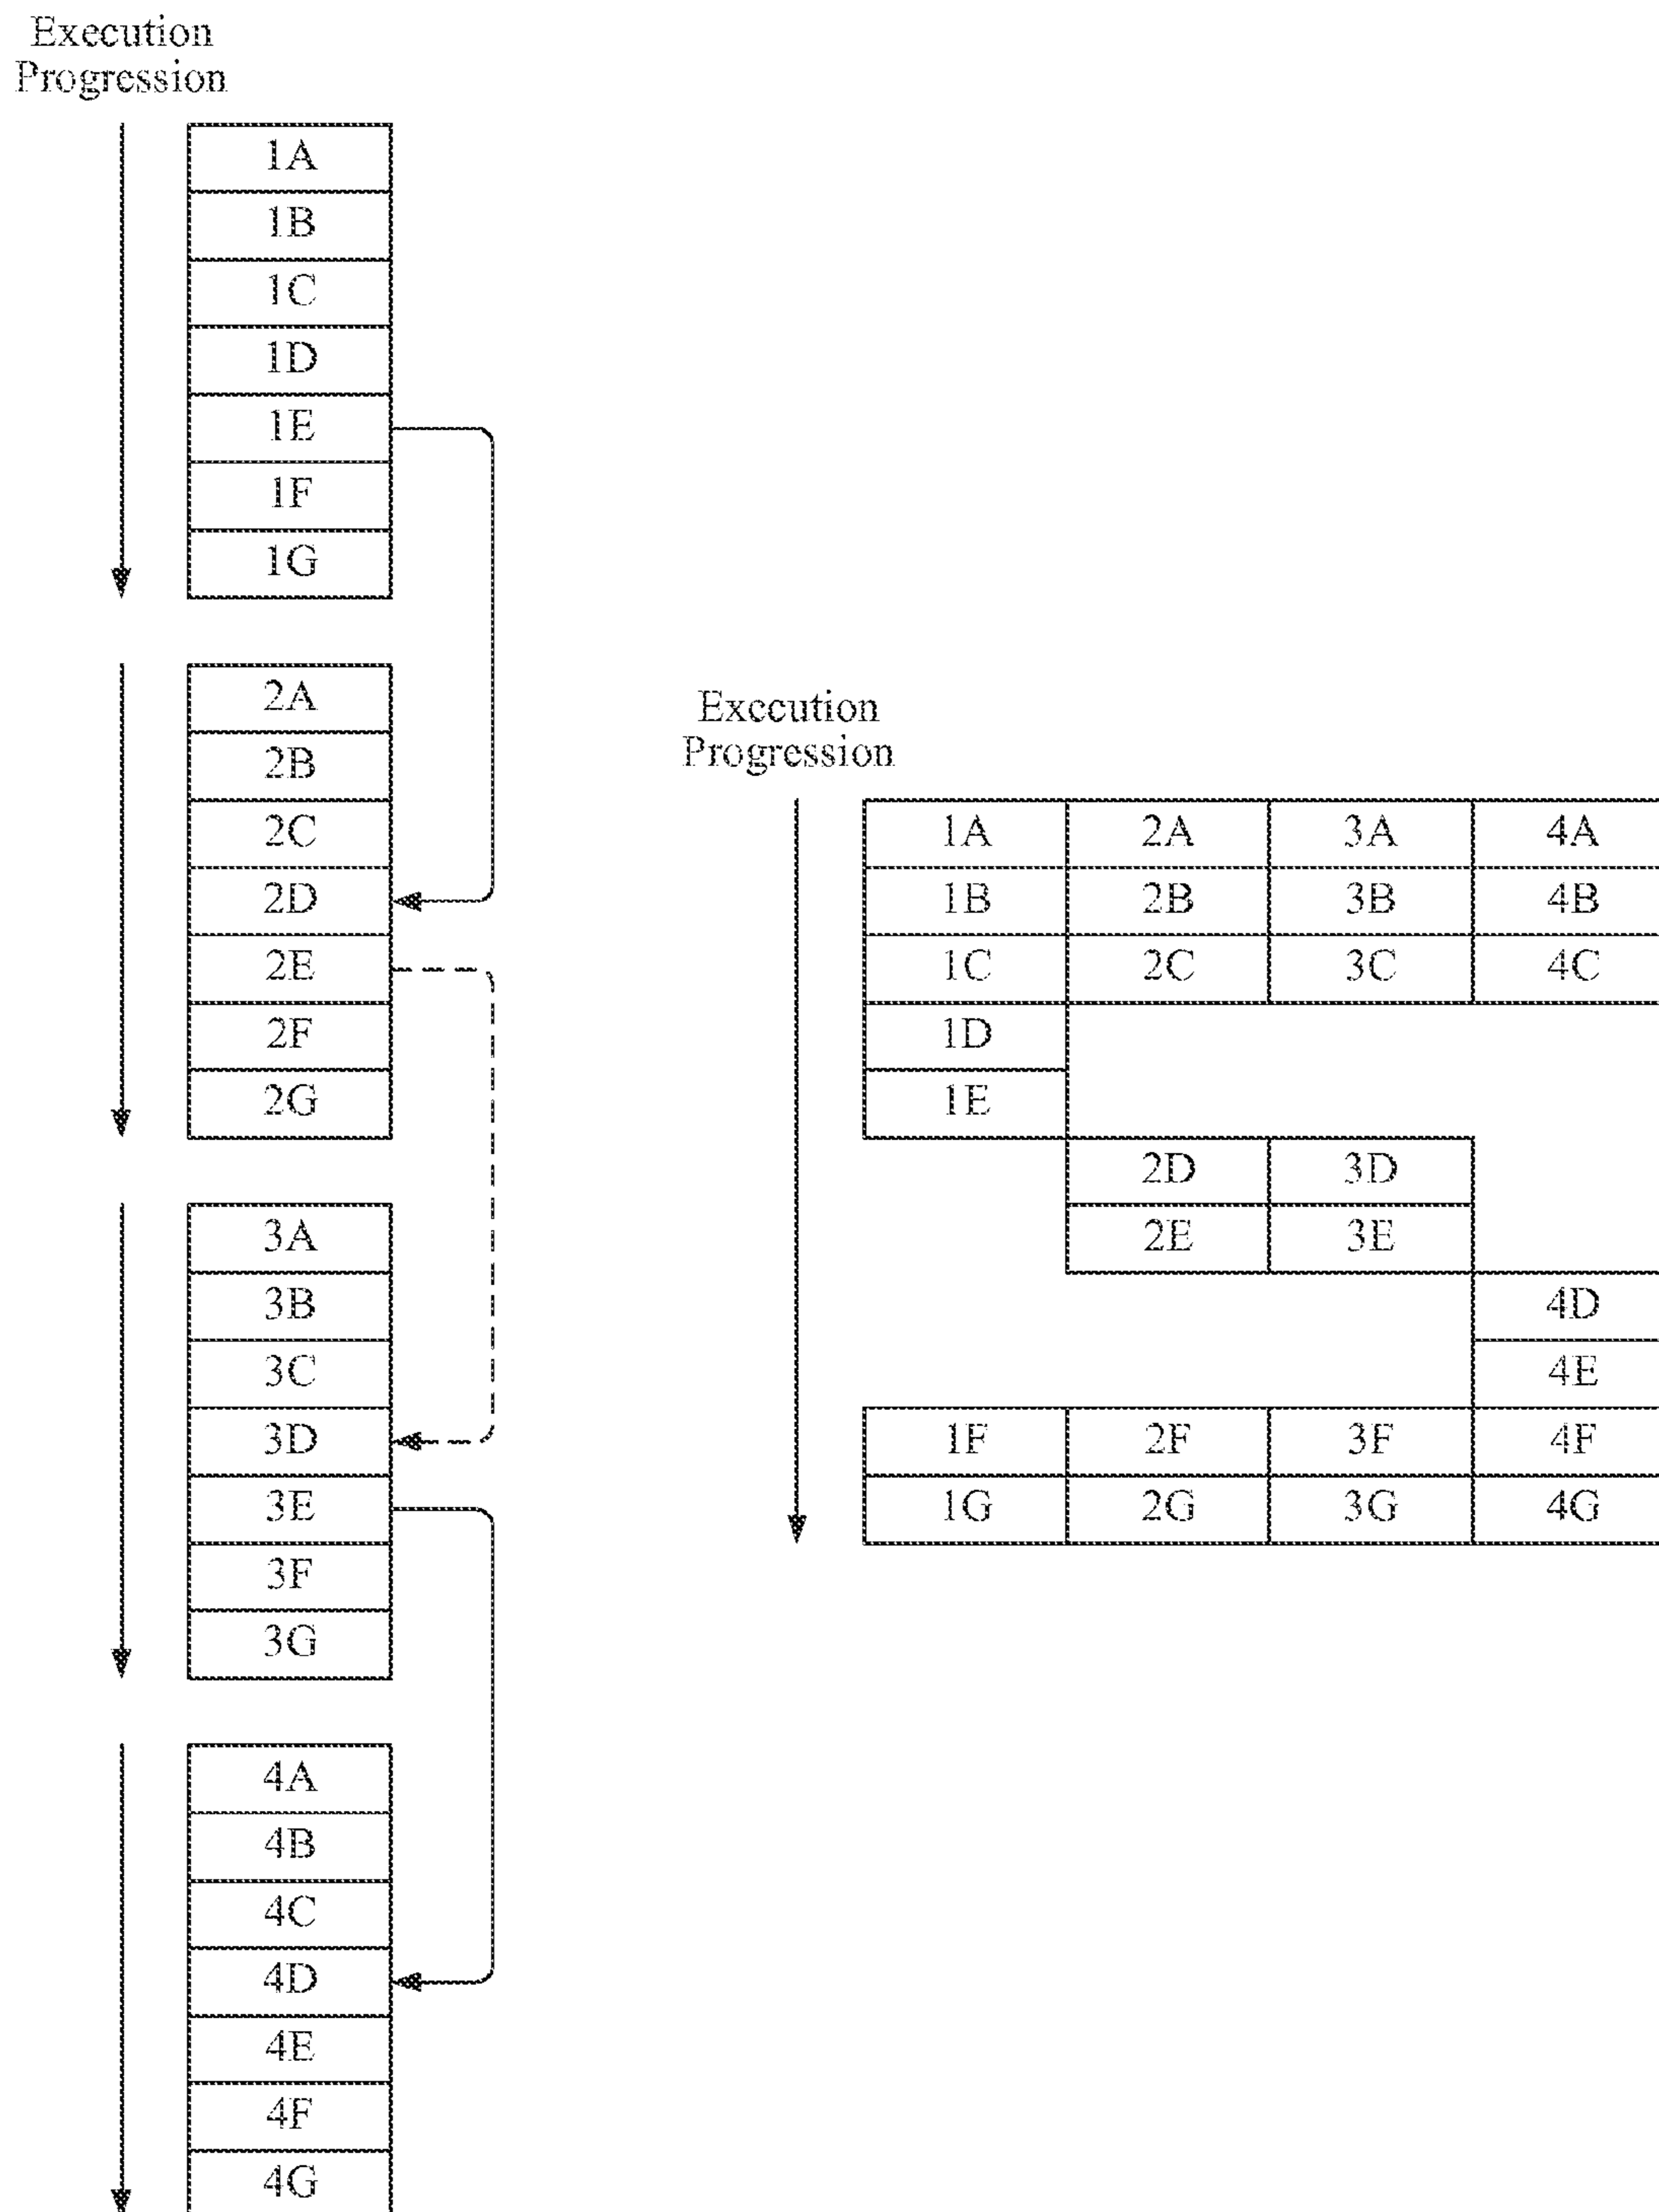 Execution
Progression
1A
1B
1C
1D
1E
1F
1G
2A
2B
2C
2D
2E
2F
2G
3A
3B
3C
3D
3E
3F
3G
4A
4B
4C
4D
4E
4F
4G
Execution
Progression
1A 2A 3A 4A
1B 2B 3B 4B
1C 2C 3C 4C
1D
1E
2D 3D
2E 3E
4D
4E
1F 2F 3F 4F
1G 2G 3G 4G